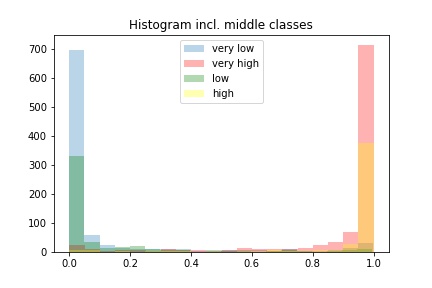 Histogram incl. middle classes
very low
very high
low
high
700
600
500
400
300
200
100
0
0.0 0.2 0.4 0.6 0.8 1.0